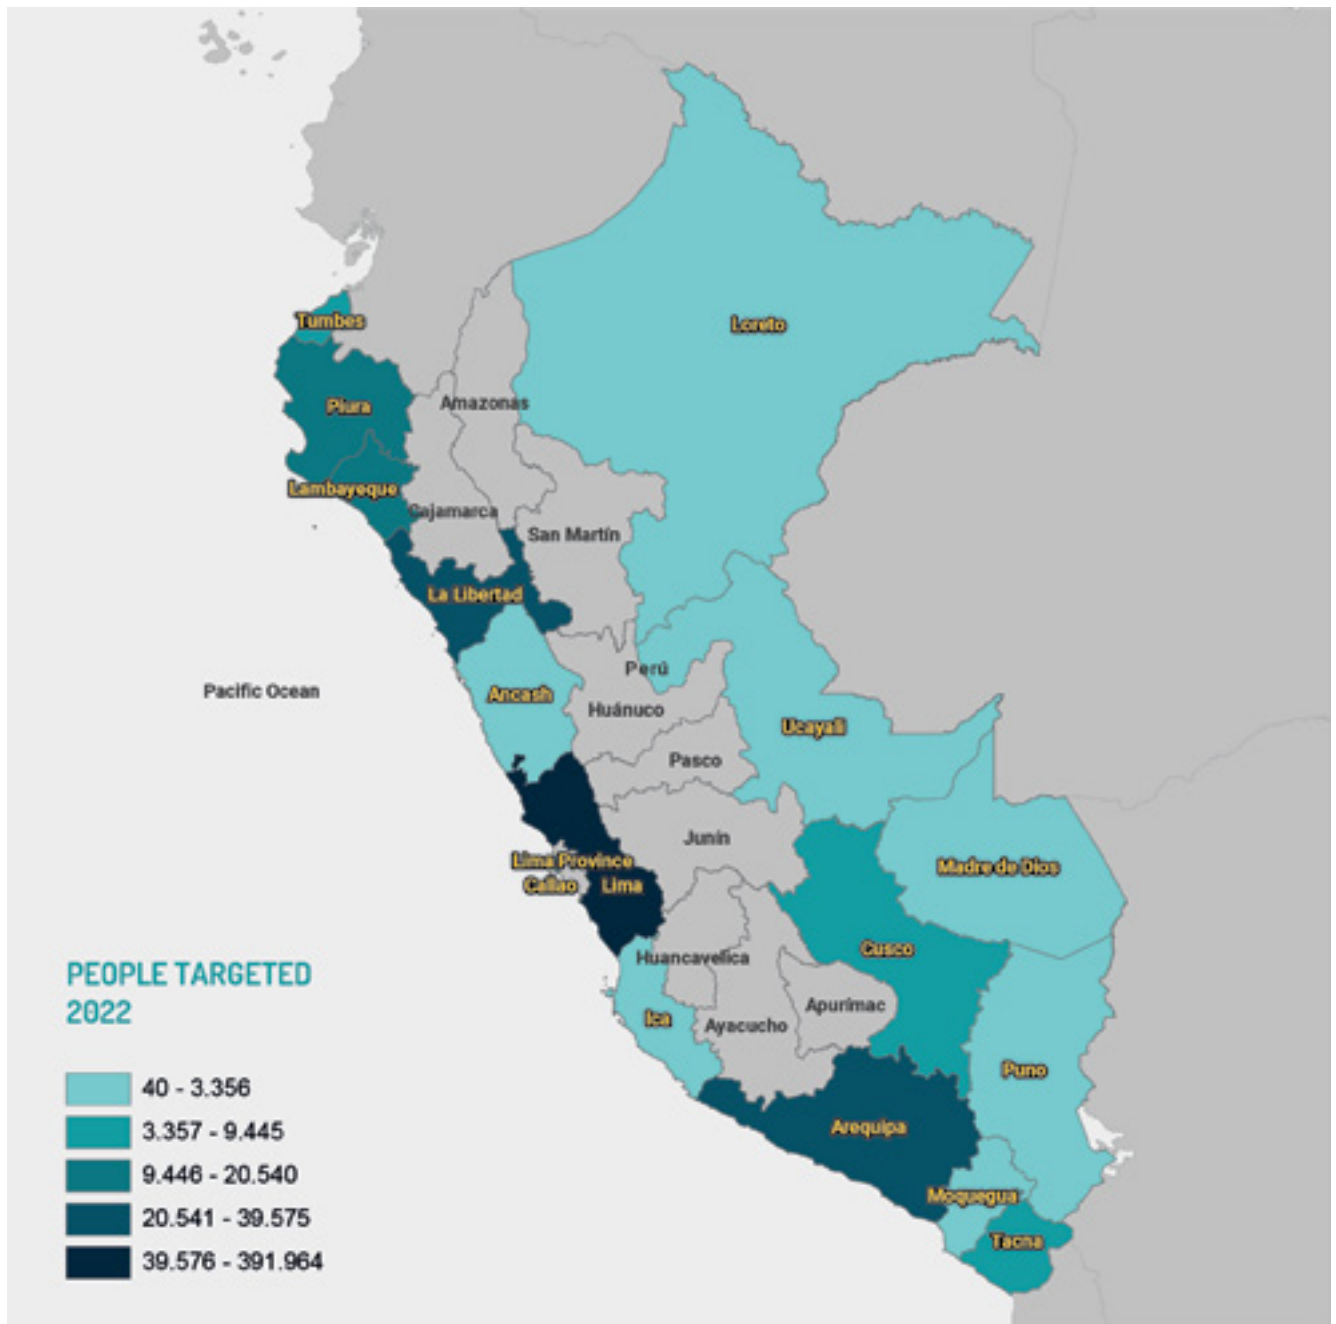 Loreto
Tumbes
Amazonas
Piura
Lambayeque
Cajamarca
San Martín
La Libertad
Perú
Pacific Ocean
Ancash
Huánuco
Ucayali
Pasco
Junín
Lima Province
Callao
Lima
Madre de Dios
Cusco
Huancavelica
Apurímac
Ica
Ayacucho
Puno
Arequipa
Moquegua
Tacna
PEOPLE TARGETED
2022
40 - 3.356
3.357 - 9.445
9.446 - 20.540
20.541 - 39.575
39.576 - 391.964